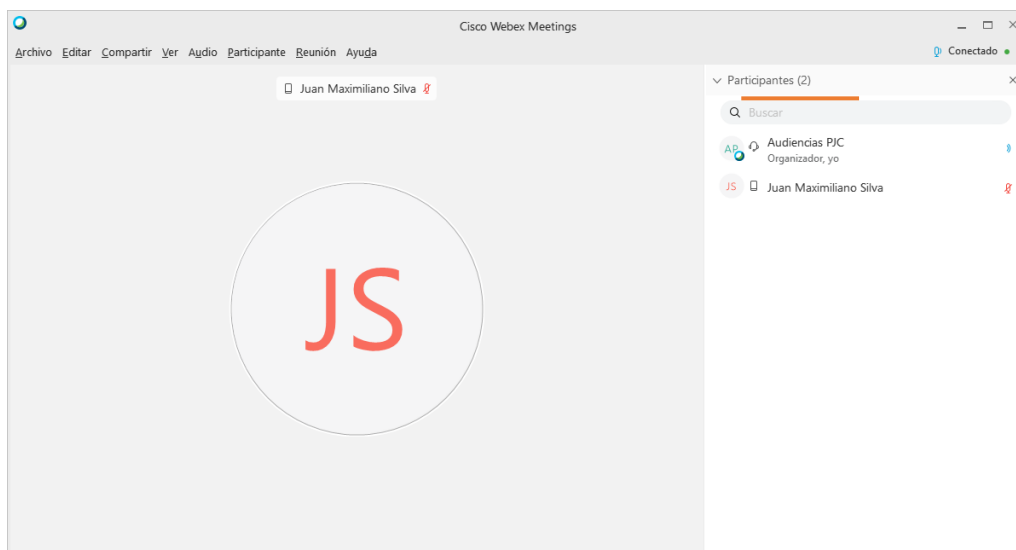 Cisco Webex Meetings
Archivo Editar Compartir Ver Audio Participante Reunión Ayuda
Conectado
Juan Maximiliano Silva
JS
Participantes (2)
Buscar
AP
Audiencias PJC
Organizador, yo
JS
Juan Maximiliano Silva